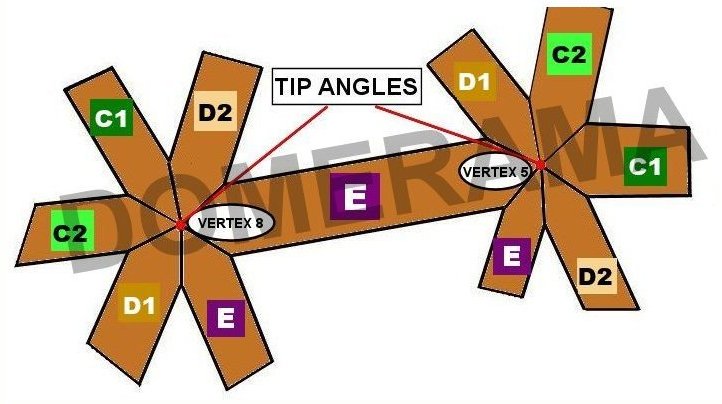 C2
D1
TIP ANGLES
C1
D2
DOMERAMA
VERTEX 5
C1
E
C2
VERTEX 8
E
D2
D1
E